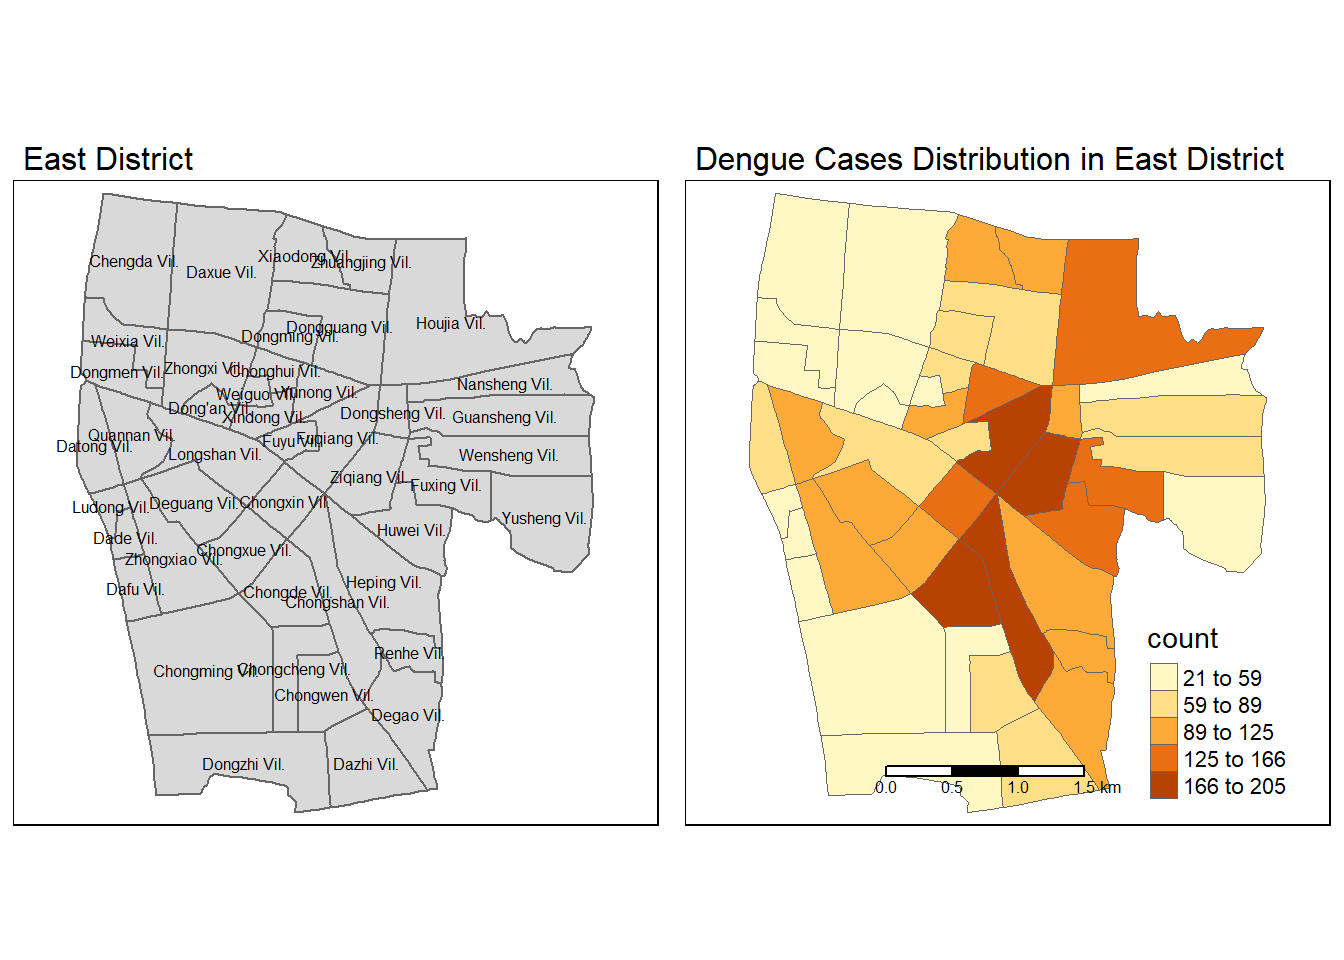 East District
Dengue Cases Distribution in East District
Xiaodong Vil.
Chengda Vil.
Zhuangjing Vil.
Daxue Vil.
Houjia Vil.
Dongguang Vil.
Dongming Vil.
Weixia Vil.
Zhongxi Vil.
Chonghui Vil.
Dongmen Vil.
Nansheng Vil.
Weiguo Vil.
Yunong Vil.
Dong'an Vil.
Xindong Vil.
Dongsheng Vil.
Guansheng Vil.
Quannan Vil.
Datong Vil.
Fuyu Vil.
Fuqiang Vil.
Longshan Vil.
Wensheng Vil.
Ziqiang Vil.
Fuxing Vil.
Ludong Vil.
Deguang Vil.
Chongxin Vil.
Yusheng Vil.
Huwei Vil.
Dade Vil.
Chongxue Vil.
Zhongxiao Vil.
Heping Vil.
Dafu Vil.
Chongde Vil.
Chongshan Vil.
Renhe Vil.
Chongming Vil.
Chongcheng Vil.
Chongwen Vil.
Degao Vil.
Dongzhi Vil.
Dazhi Vil.
count
21 to 59
59 to 89
89 to 125
125 to 166
166 to 205
0.0 0.5 1.0 1.5 km